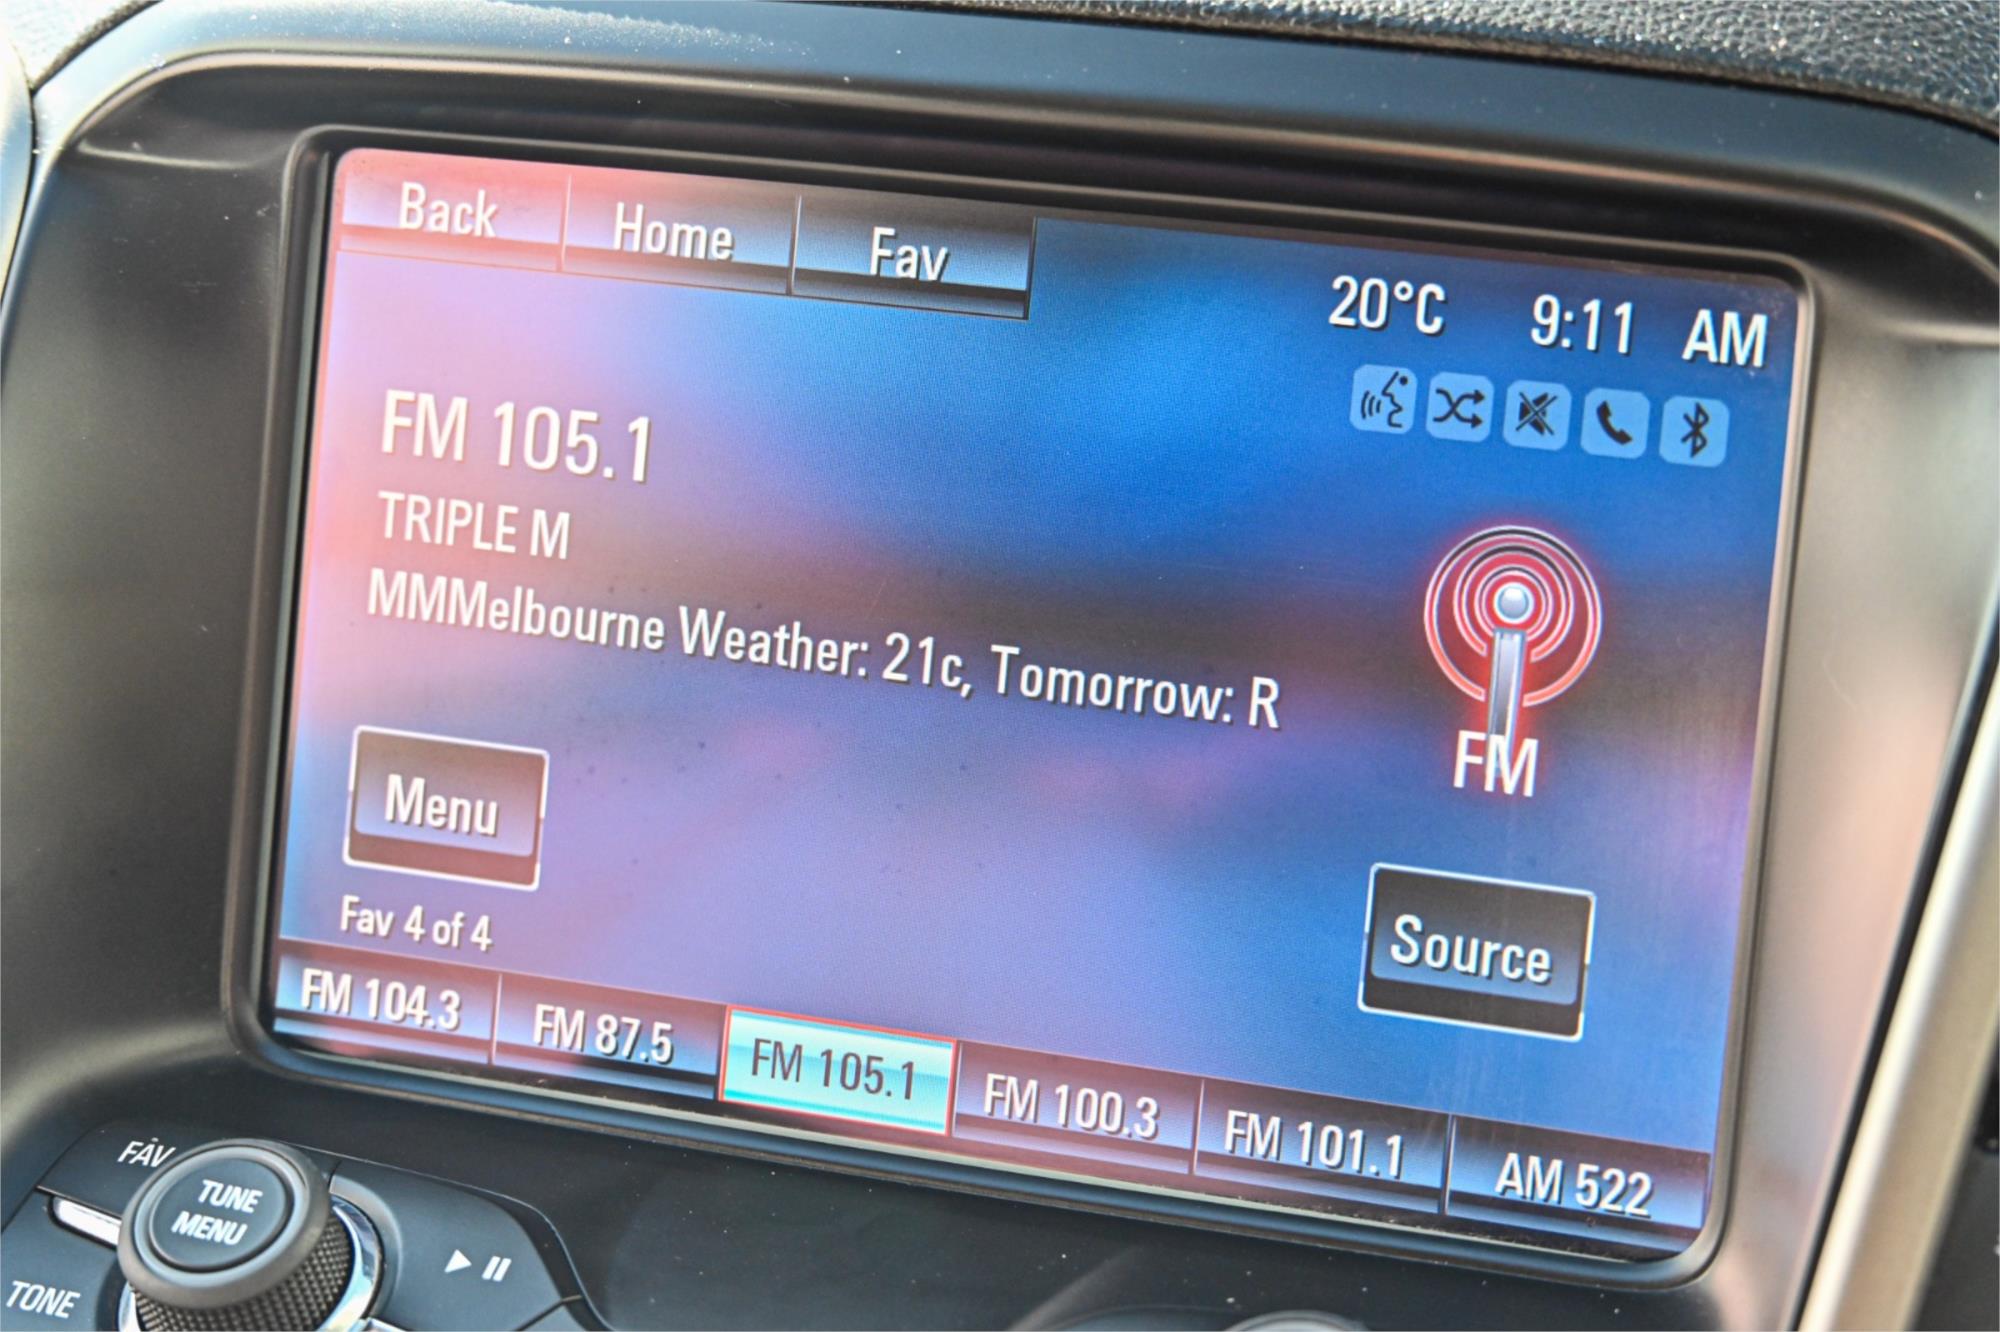 Back Home Fav
20°C 9:11 AM
FM 105.1
TRIPLE M
MMMelbourne Weather: 21c, Tomorrow: R
FM
Menu
Source
Fav 4 of 4
FM 104.3 FM 87.5 FM 105.1 FM 100.3 FM 101.1 AM 522
FAV
TUNE
MENU
TONE